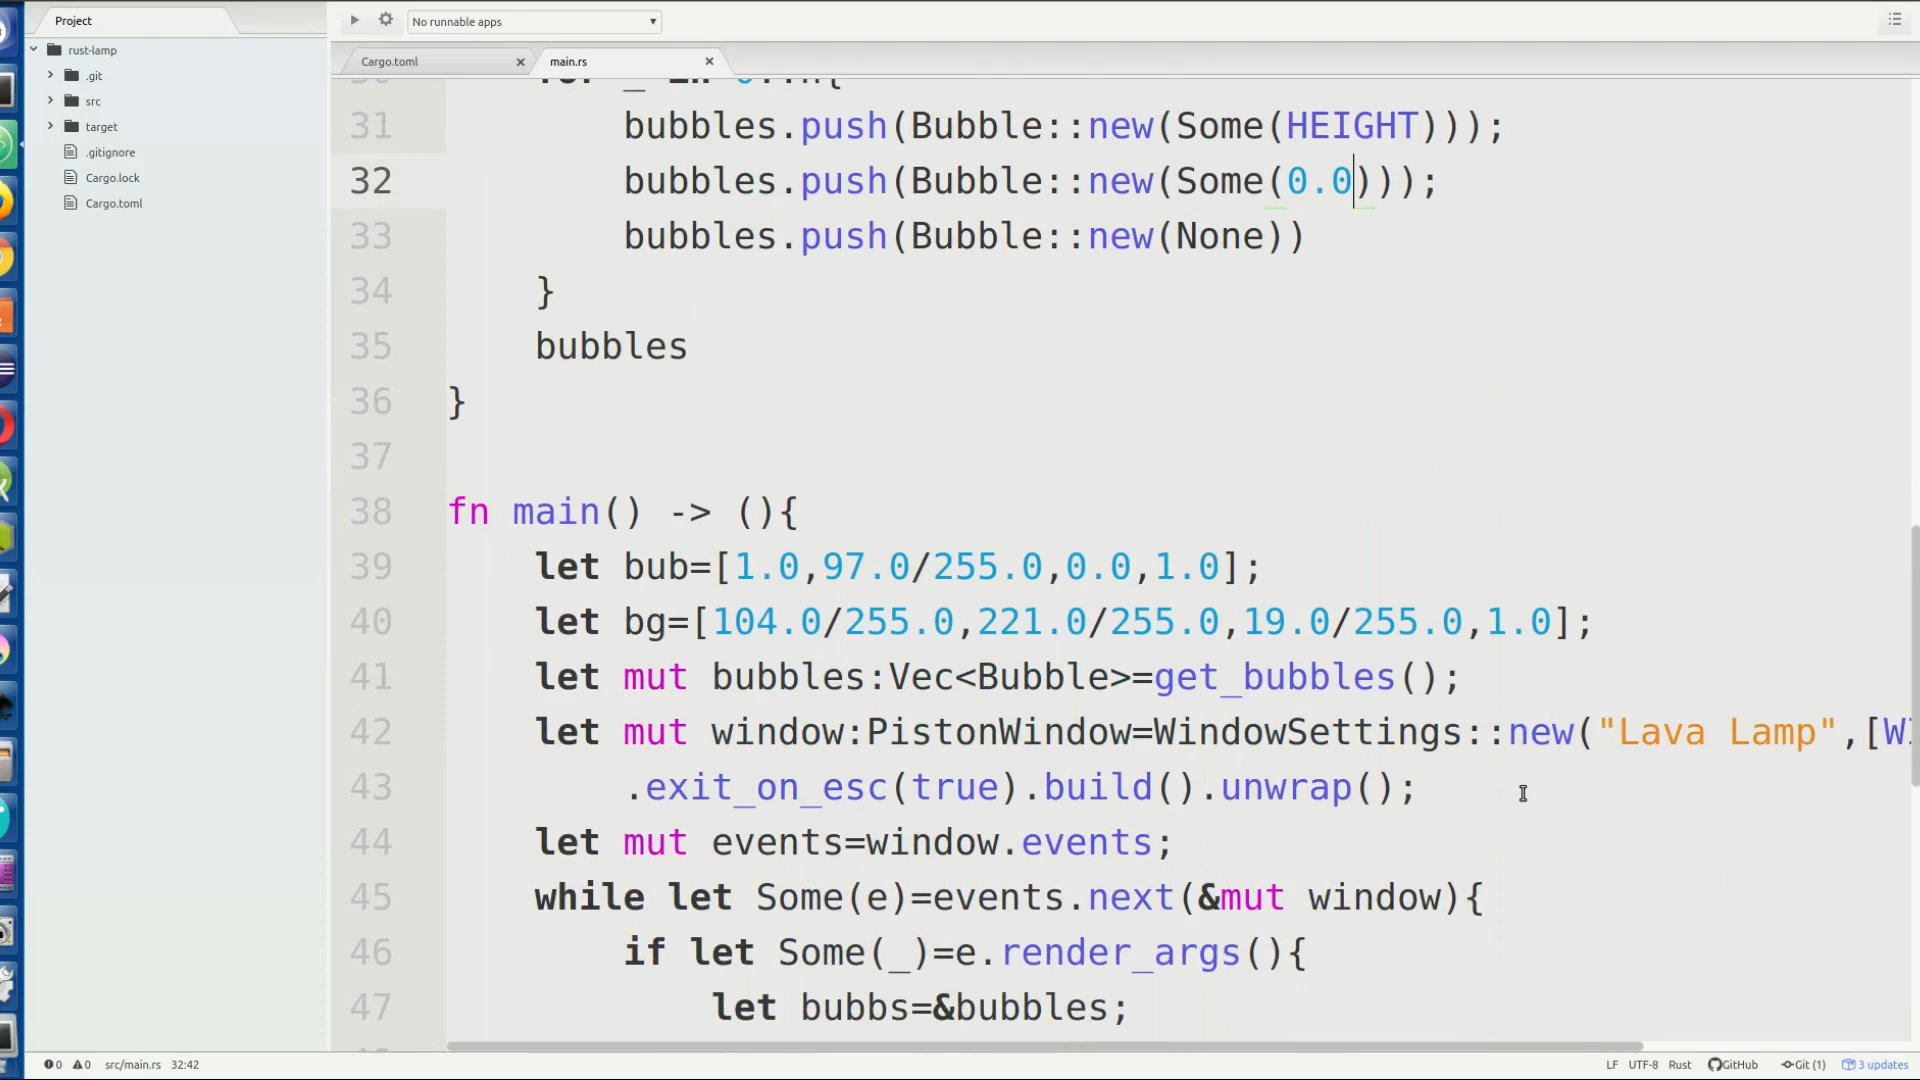 Project
No runnable apps
rust-lamp
.git
src
target
.gitignore
Cargo.lock
Cargo.toml
Cargo.toml
main.rs
31 bubbles.push(Bubble::new(Some(HEIGHT)));
32 bubbles.push(Bubble::new(Some(0.0)));
33 bubbles.push(Bubble::new(None))
34 }
35 bubbles
36 }
37
38 fn main() -> (){
39 let bub=[1.0,97.0/255.0,0.0,1.0];
40 let bg=[104.0/255.0,221.0/255.0,19.0/255.0,1.0];
41 let mut bubbles:Vec<Bubble>=get_bubbles();
42 let mut window:PistonWindow=WindowSettings::new("Lava Lamp",[W
43 .exit_on_esc(true).build().unwrap();
44 let mut events=window.events;
45 while let Some(e)=events.next(&mut window){
46 if let Some(_)=e.render_args(){
47 let bubbs=&bubbles;
0 0 src/main.rs 32:42 LF UTF-8 Rust GitHub Git (1) 3 updates